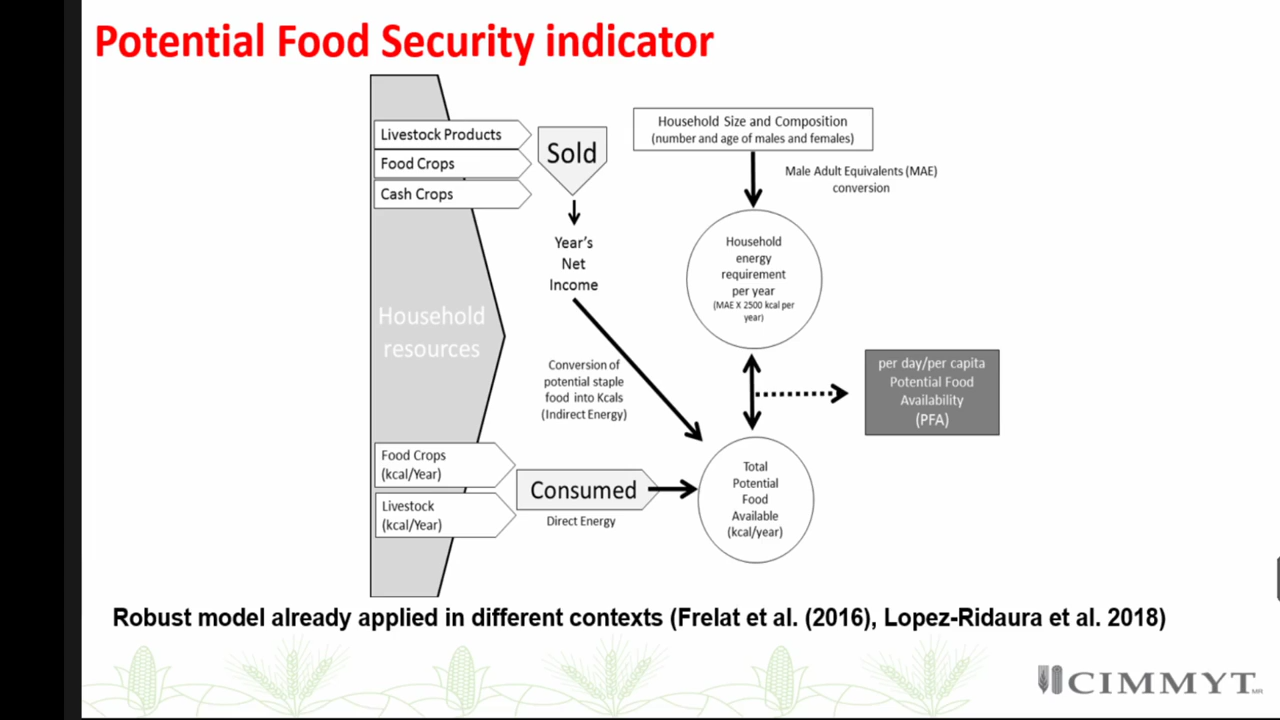 Potential Food Security indicator
Livestock Products
Food Crops
Cash Crops
Sold
Year's
Net
Income
Household Size and Composition
(number and age of males and females)
Male Adult Equivalents (MAE)
conversion
Household
energy
requirement
per year
(MAE X 2500 kcal per
year)
Household
resources
Conversion of
potential staple
food into Kcals
(Indirect Energy)
per day/per capita
Potential Food
Availability
(PFA)
Food Crops
(kcal/Year)
Livestock
(kcal/Year)
Consumed
Direct Energy
Total
Potential
Food
Available
(kcal/year)
Robust model already applied in different contexts (Frelat et al. (2016), Lopez-Ridaura et al. 2018)
CIMMYT